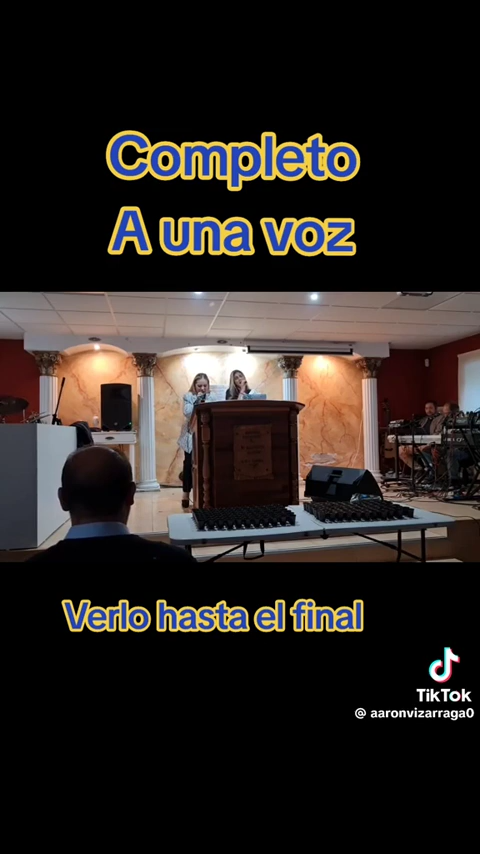 Completo
A una voz
Verlo hasta el final
TikTok
@ aaronvizarraga0